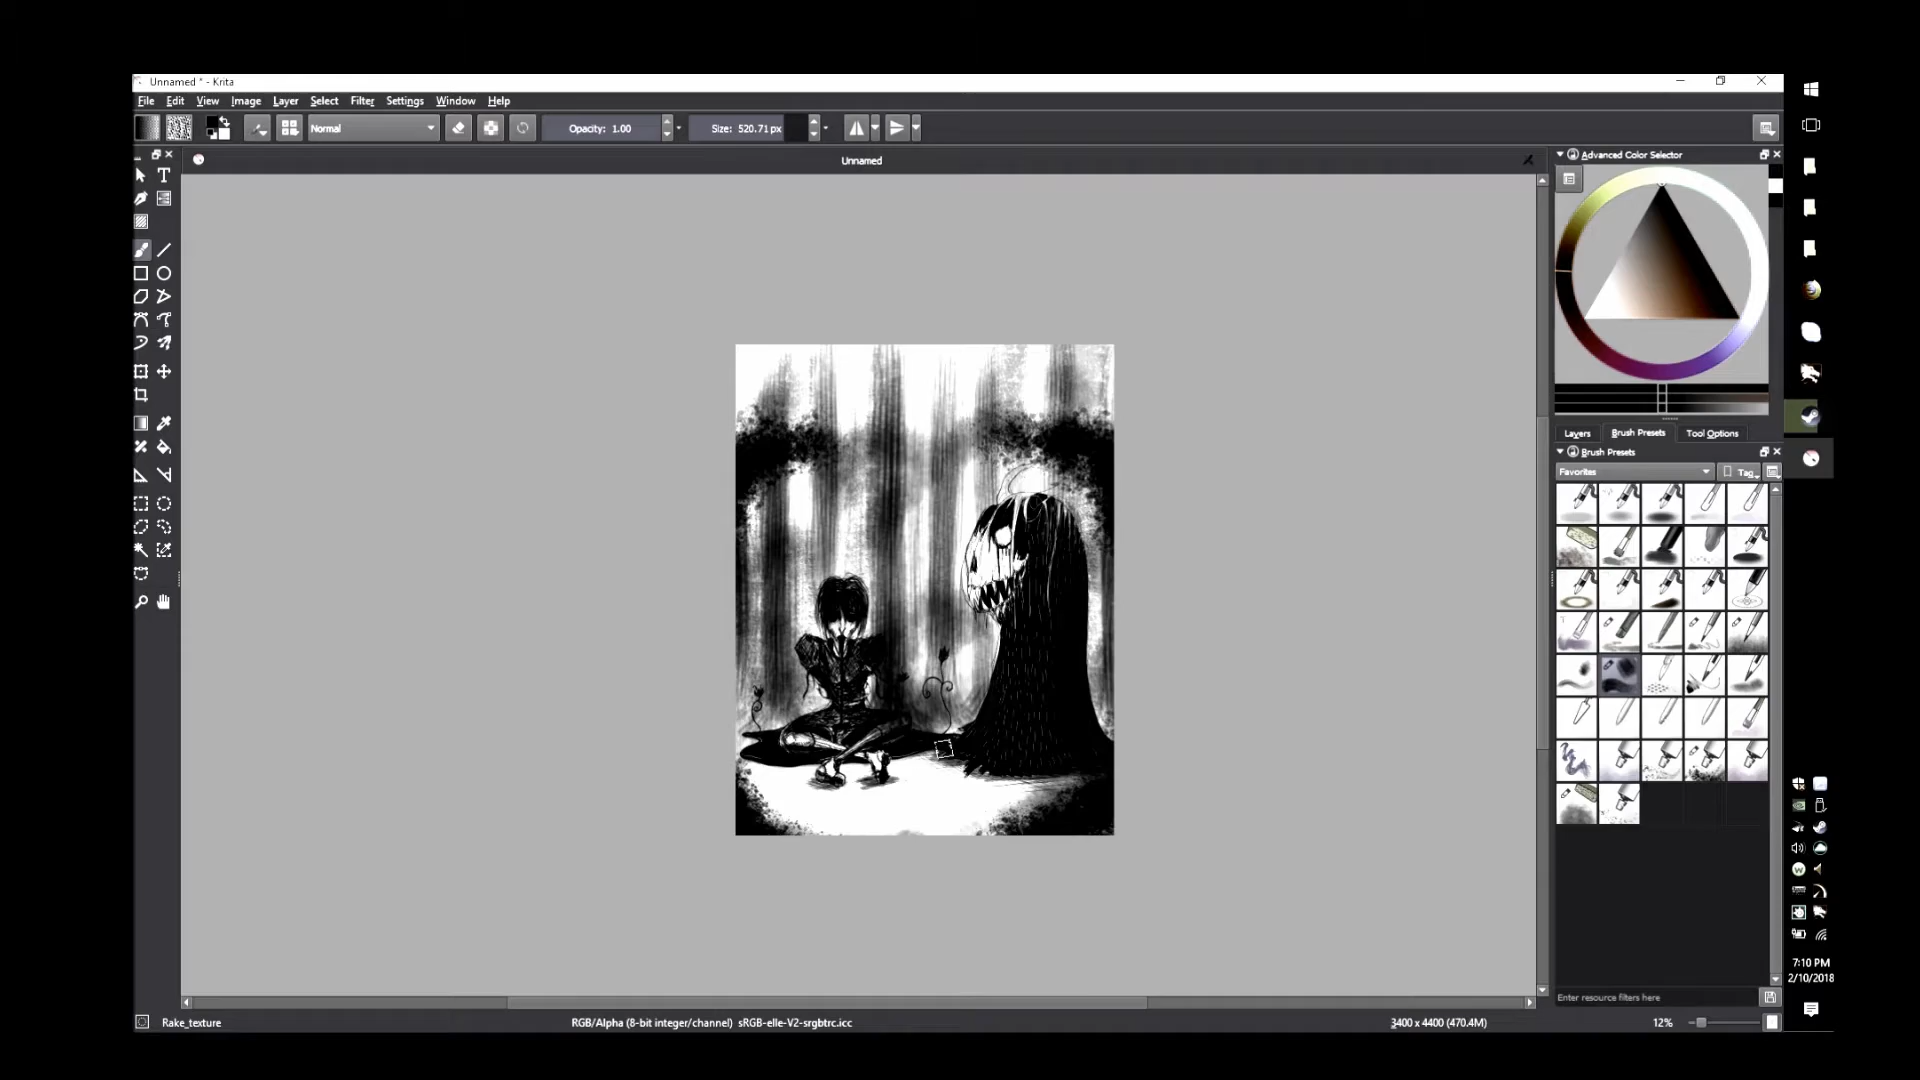 Unnamed * - Krita
File Edit View Image Layer Select Filter Settings Window Help
Normal
Opacity: 1.00
Size: 520.71 px
Unnamed
Advanced Color Selector
Layers
Brush Presets
Tool Options
Brush Presets
Favorites
Tag
Enter resource filters here
7:10 PM
2/10/2018
Rake_texture
RGB/Alpha (8-bit integer/channel) sRGB-elle-V2-srgbtrc.icc
3400 x 4400 (470.4M)
12%